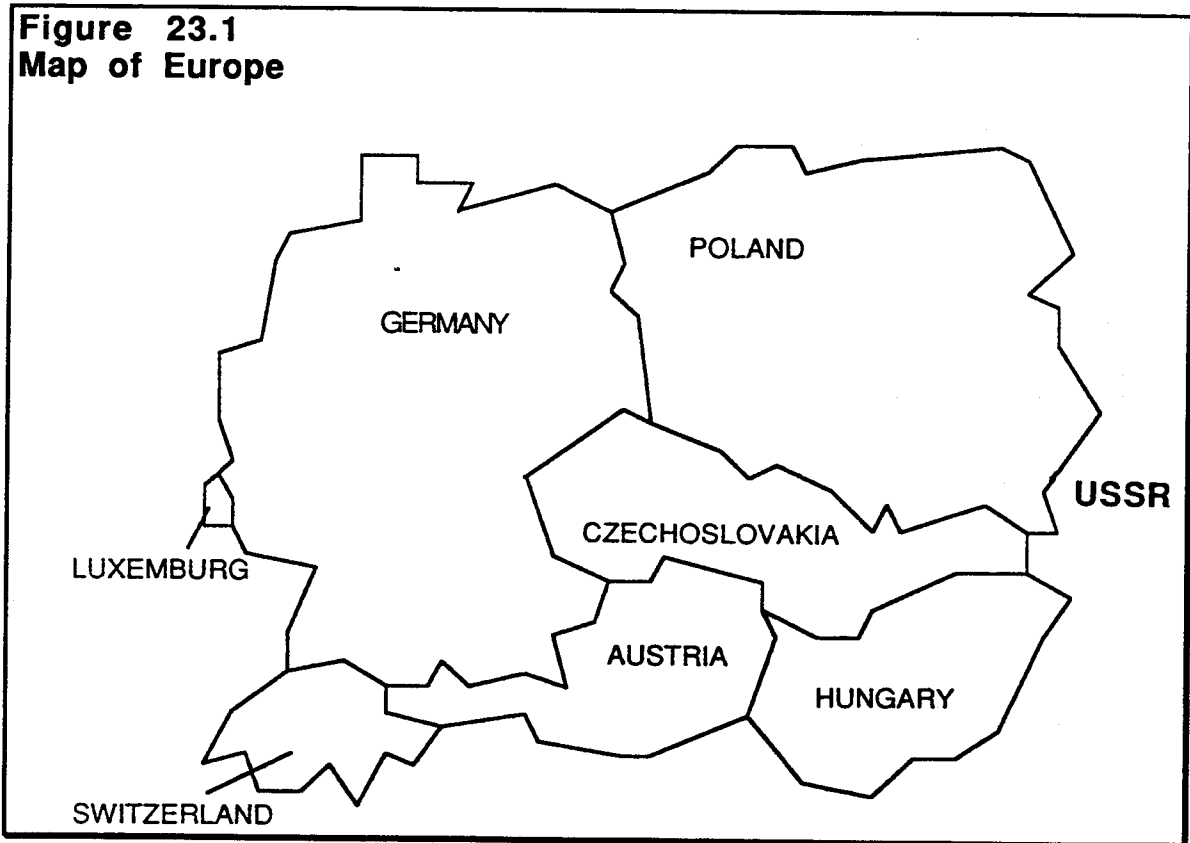 Figure 23.1
Map of Europe
POLAND
GERMANY
USSR
CZECHOSLOVAKIA
LUXEMBURG
AUSTRIA
HUNGARY
SWITZERLAND